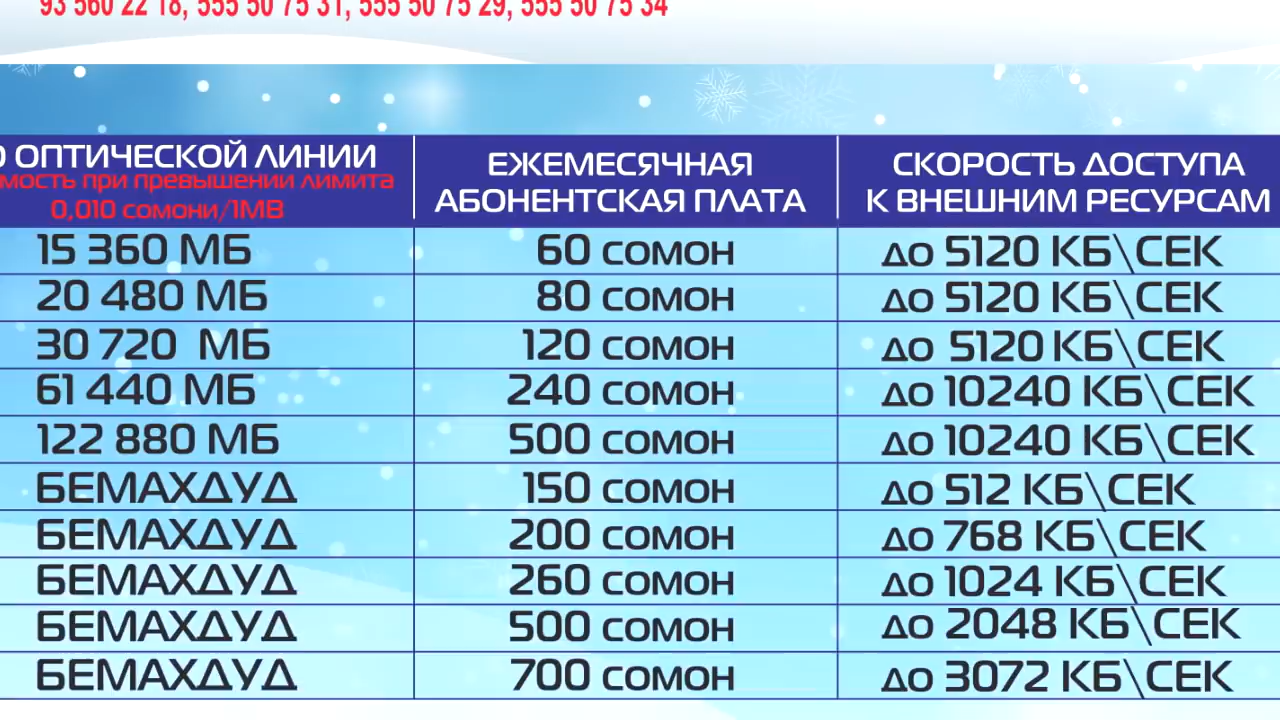 93 560 22 18, 555 50 75 31, 555 50 75 29, 555 50 75 34
ОПТИЧЕСКОЙ ЛИНИИ
при превышении лимита
0,010 сомони/1МВ
ЕЖЕМЕСЯЧНАЯ
АБОНЕНТСКАЯ ПЛАТА
СКОРОСТЬ ДОСТУПА
К ВНЕШНИМ РЕСУРСАМ
15 360 МБ 60 сомон до 5120 КБ\СЕК
20 480 МБ 80 сомон до 5120 КБ\СЕК
30 720 МБ 120 сомон до 5120 КБ\СЕК
61 440 МБ 240 сомон до 10240 КБ\СЕК
122 880 МБ 500 сомон до 10240 КБ\СЕК
БЕМАХДУД 150 сомон до 512 КБ\СЕК
БЕМАХДУД 200 сомон до 768 КБ\СЕК
БЕМАХДУД 260 сомон до 1024 КБ\СЕК
БЕМАХДУД 500 сомон до 2048 КБ\СЕК
БЕМАХДУД 700 сомон до 3072 КБ\СЕК